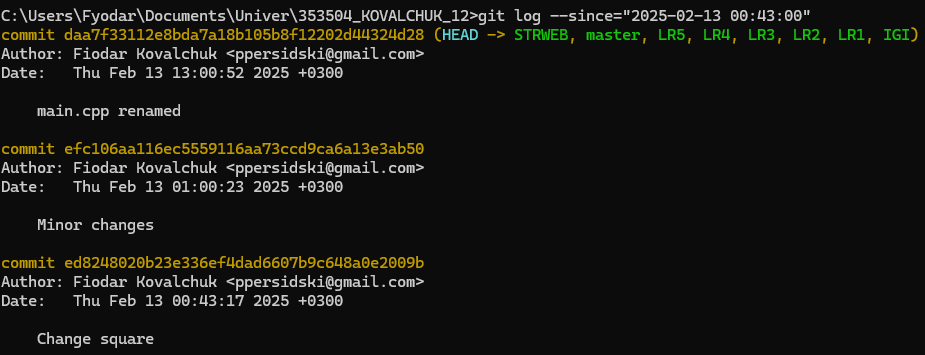 C:\Users\Fyodar\Documents\Univer\353504_KOVALCHUK_12>git log --since="2025-02-13 00:43:00"
commit daa7f33112e8bda7a18b105b8f12202d44324d28 (HEAD -> STRWEB, master, LR5, LR4, LR3, LR2, LR1, IGI)
Author: Fiodar Kovalchuk <ppersidski@gmail.com>
Date:   Thu Feb 13 13:00:52 2025 +0300
main.cpp renamed
commit efc106aa116ec5559116aa73ccd9ca6a13e3ab50
Author: Fiodar Kovalchuk <ppersidski@gmail.com>
Date:   Thu Feb 13 01:00:23 2025 +0300
Minor changes
commit ed8248020b23e336ef4dad6607b9c648a0e2009b
Author: Fiodar Kovalchuk <ppersidski@gmail.com>
Date:   Thu Feb 13 00:43:17 2025 +0300
Change square